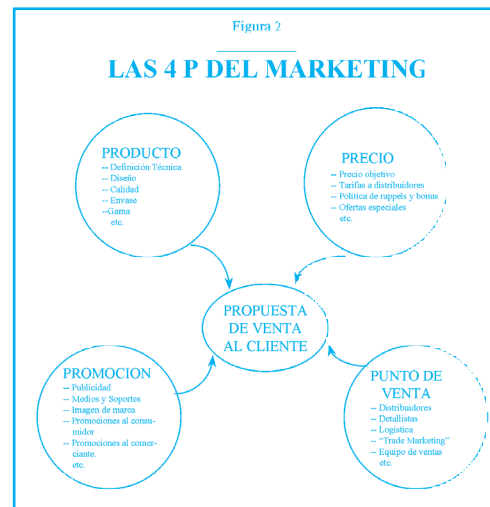 Figura 2
LAS 4 P DEL MARKETING
PRODUCTO
-- Definición Técnica
-- Diseño
-- Calidad
-- Envase
--Gama
etc.
PRECIO
-- Precio objetivo
-- Tarifas a distribuidores
-- Política de rappels y bonus
-- Ofertas especiales
etc.
PROPUESTA
DE VENTA
AL CLIENTE
PROMOCION
-- Publicidad
-- Medios y Soportes
-- Imagen de marca
-- Promociones al consu-
midor
-- Promociones al comer-
ciante.
etc.
PUNTO DE
VENTA
-- Distribuidores
-- Detallistas
-- Logística
-- “Trade Marketing”
-- Equipo de ventas
etc.